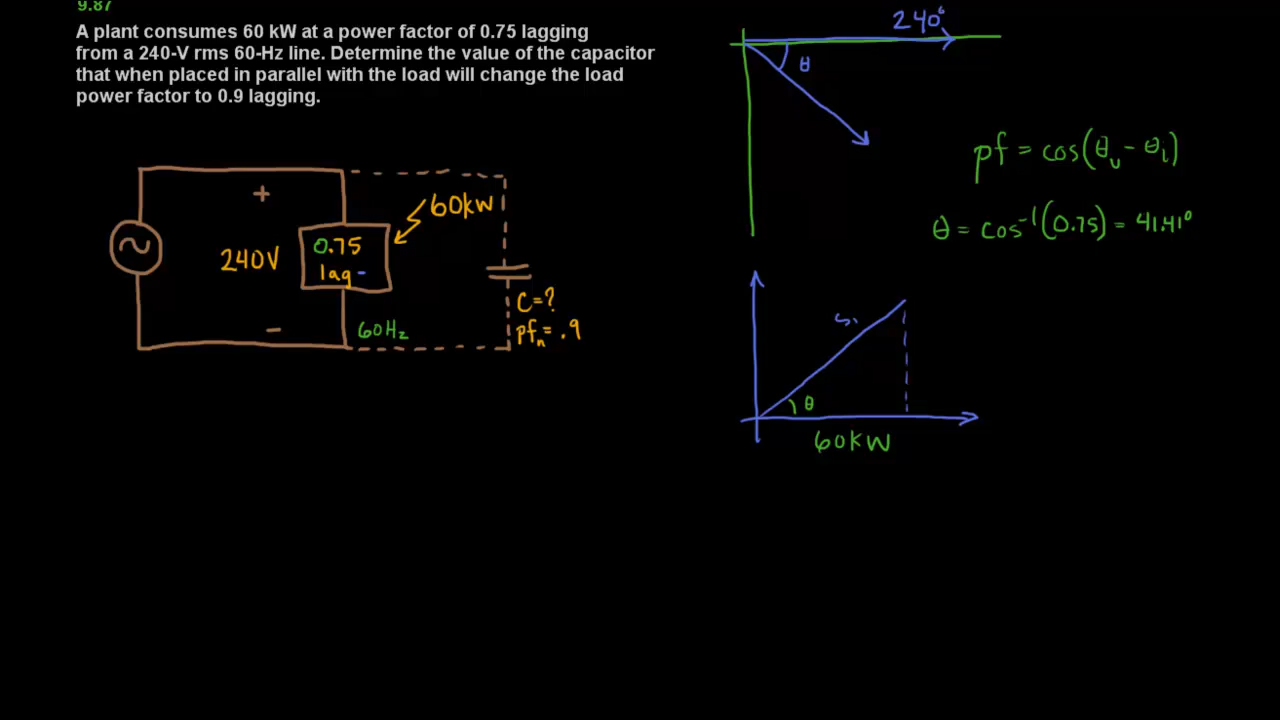 9.87
A plant consumes 60 kW at a power factor of 0.75 lagging
from a 240-V rms 60-Hz line. Determine the value of the capacitor
that when placed in parallel with the load will change the load
power factor to 0.9 lagging.
+
240V
-
0.75
lag-
60kW
60Hz
C=?
pfn = .9
240°
θ
pf = cos(θv - θi)
θ = cos-1(0.75) = 41.41°
S.
θ
60kW